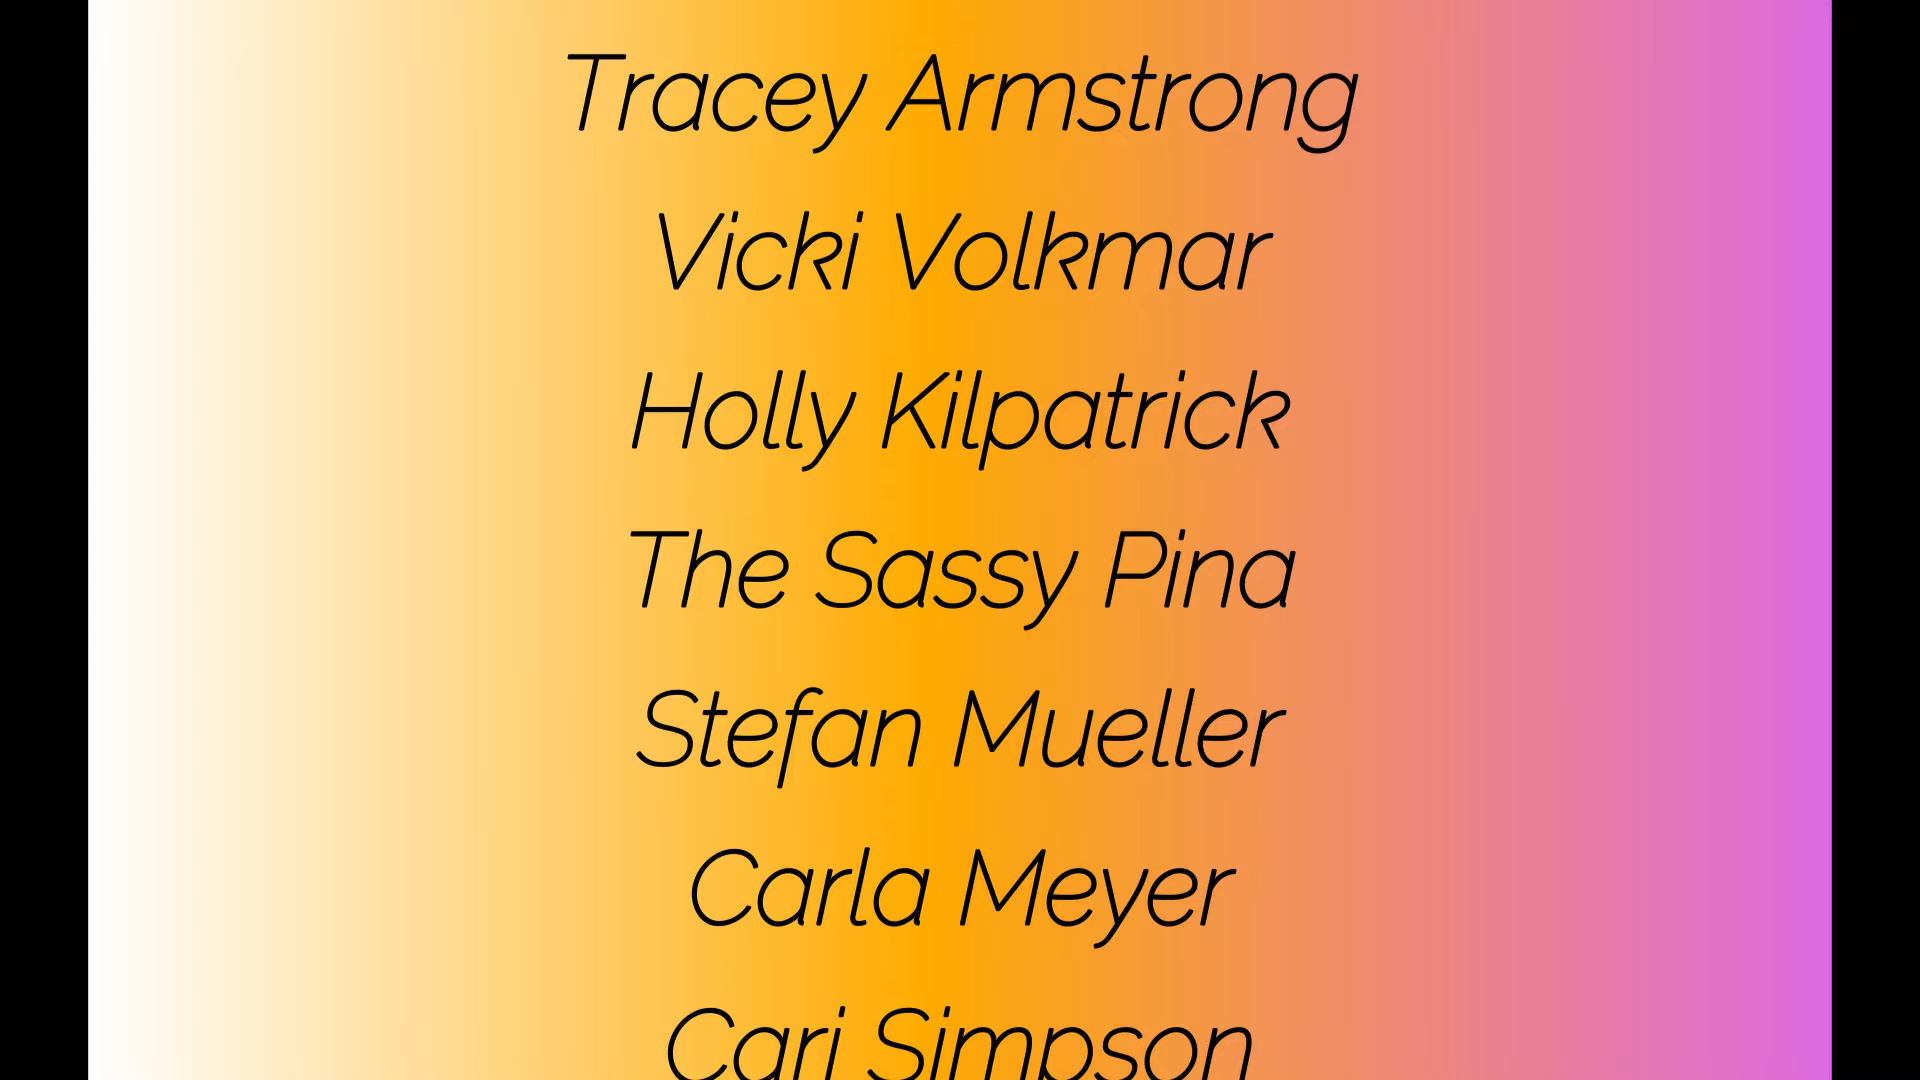 Tracey Armstrong
Vicki Volkmar
Holly Kilpatrick
The Sassy Pina
Stefan Mueller
Carla Meyer
Cari Simpson